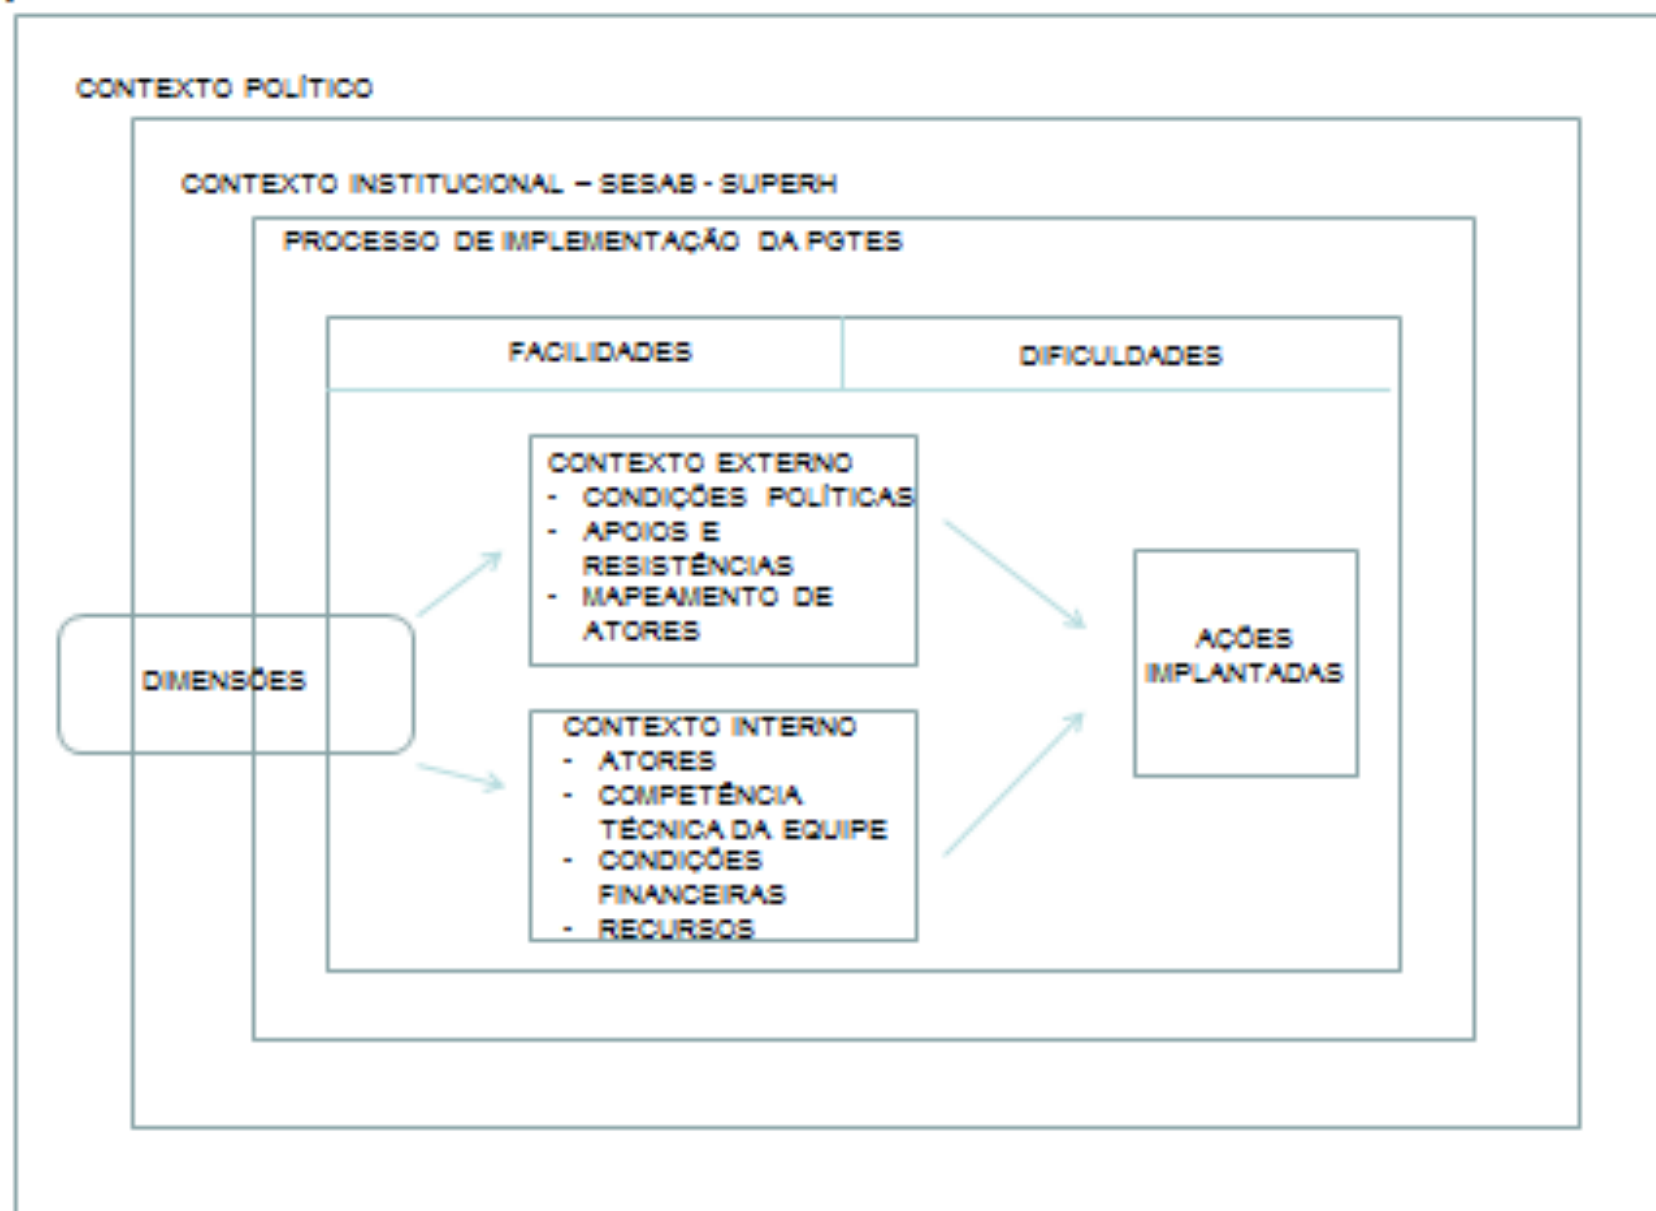 CONTEXTO POLÍTICO
CONTEXTO INSTITUCIONAL – SESAB - SUPERH
PROCESSO DE IMPLEMENTAÇÃO DA PGTES
FACILIDADES
DIFICULDADES
CONTEXTO EXTERNO
- CONDIÇÕES POLÍTICAS
- APOIOS E
RESISTÊNCIAS
- MAPEAMENTO DE
ATORES
DIMENSÕES
AÇÕES
IMPLANTADAS
CONTEXTO INTERNO
- ATORES
- COMPETÊNCIA
TÉCNICA DA EQUIPE
- CONDIÇÕES
FINANCEIRAS
- RECURSOS